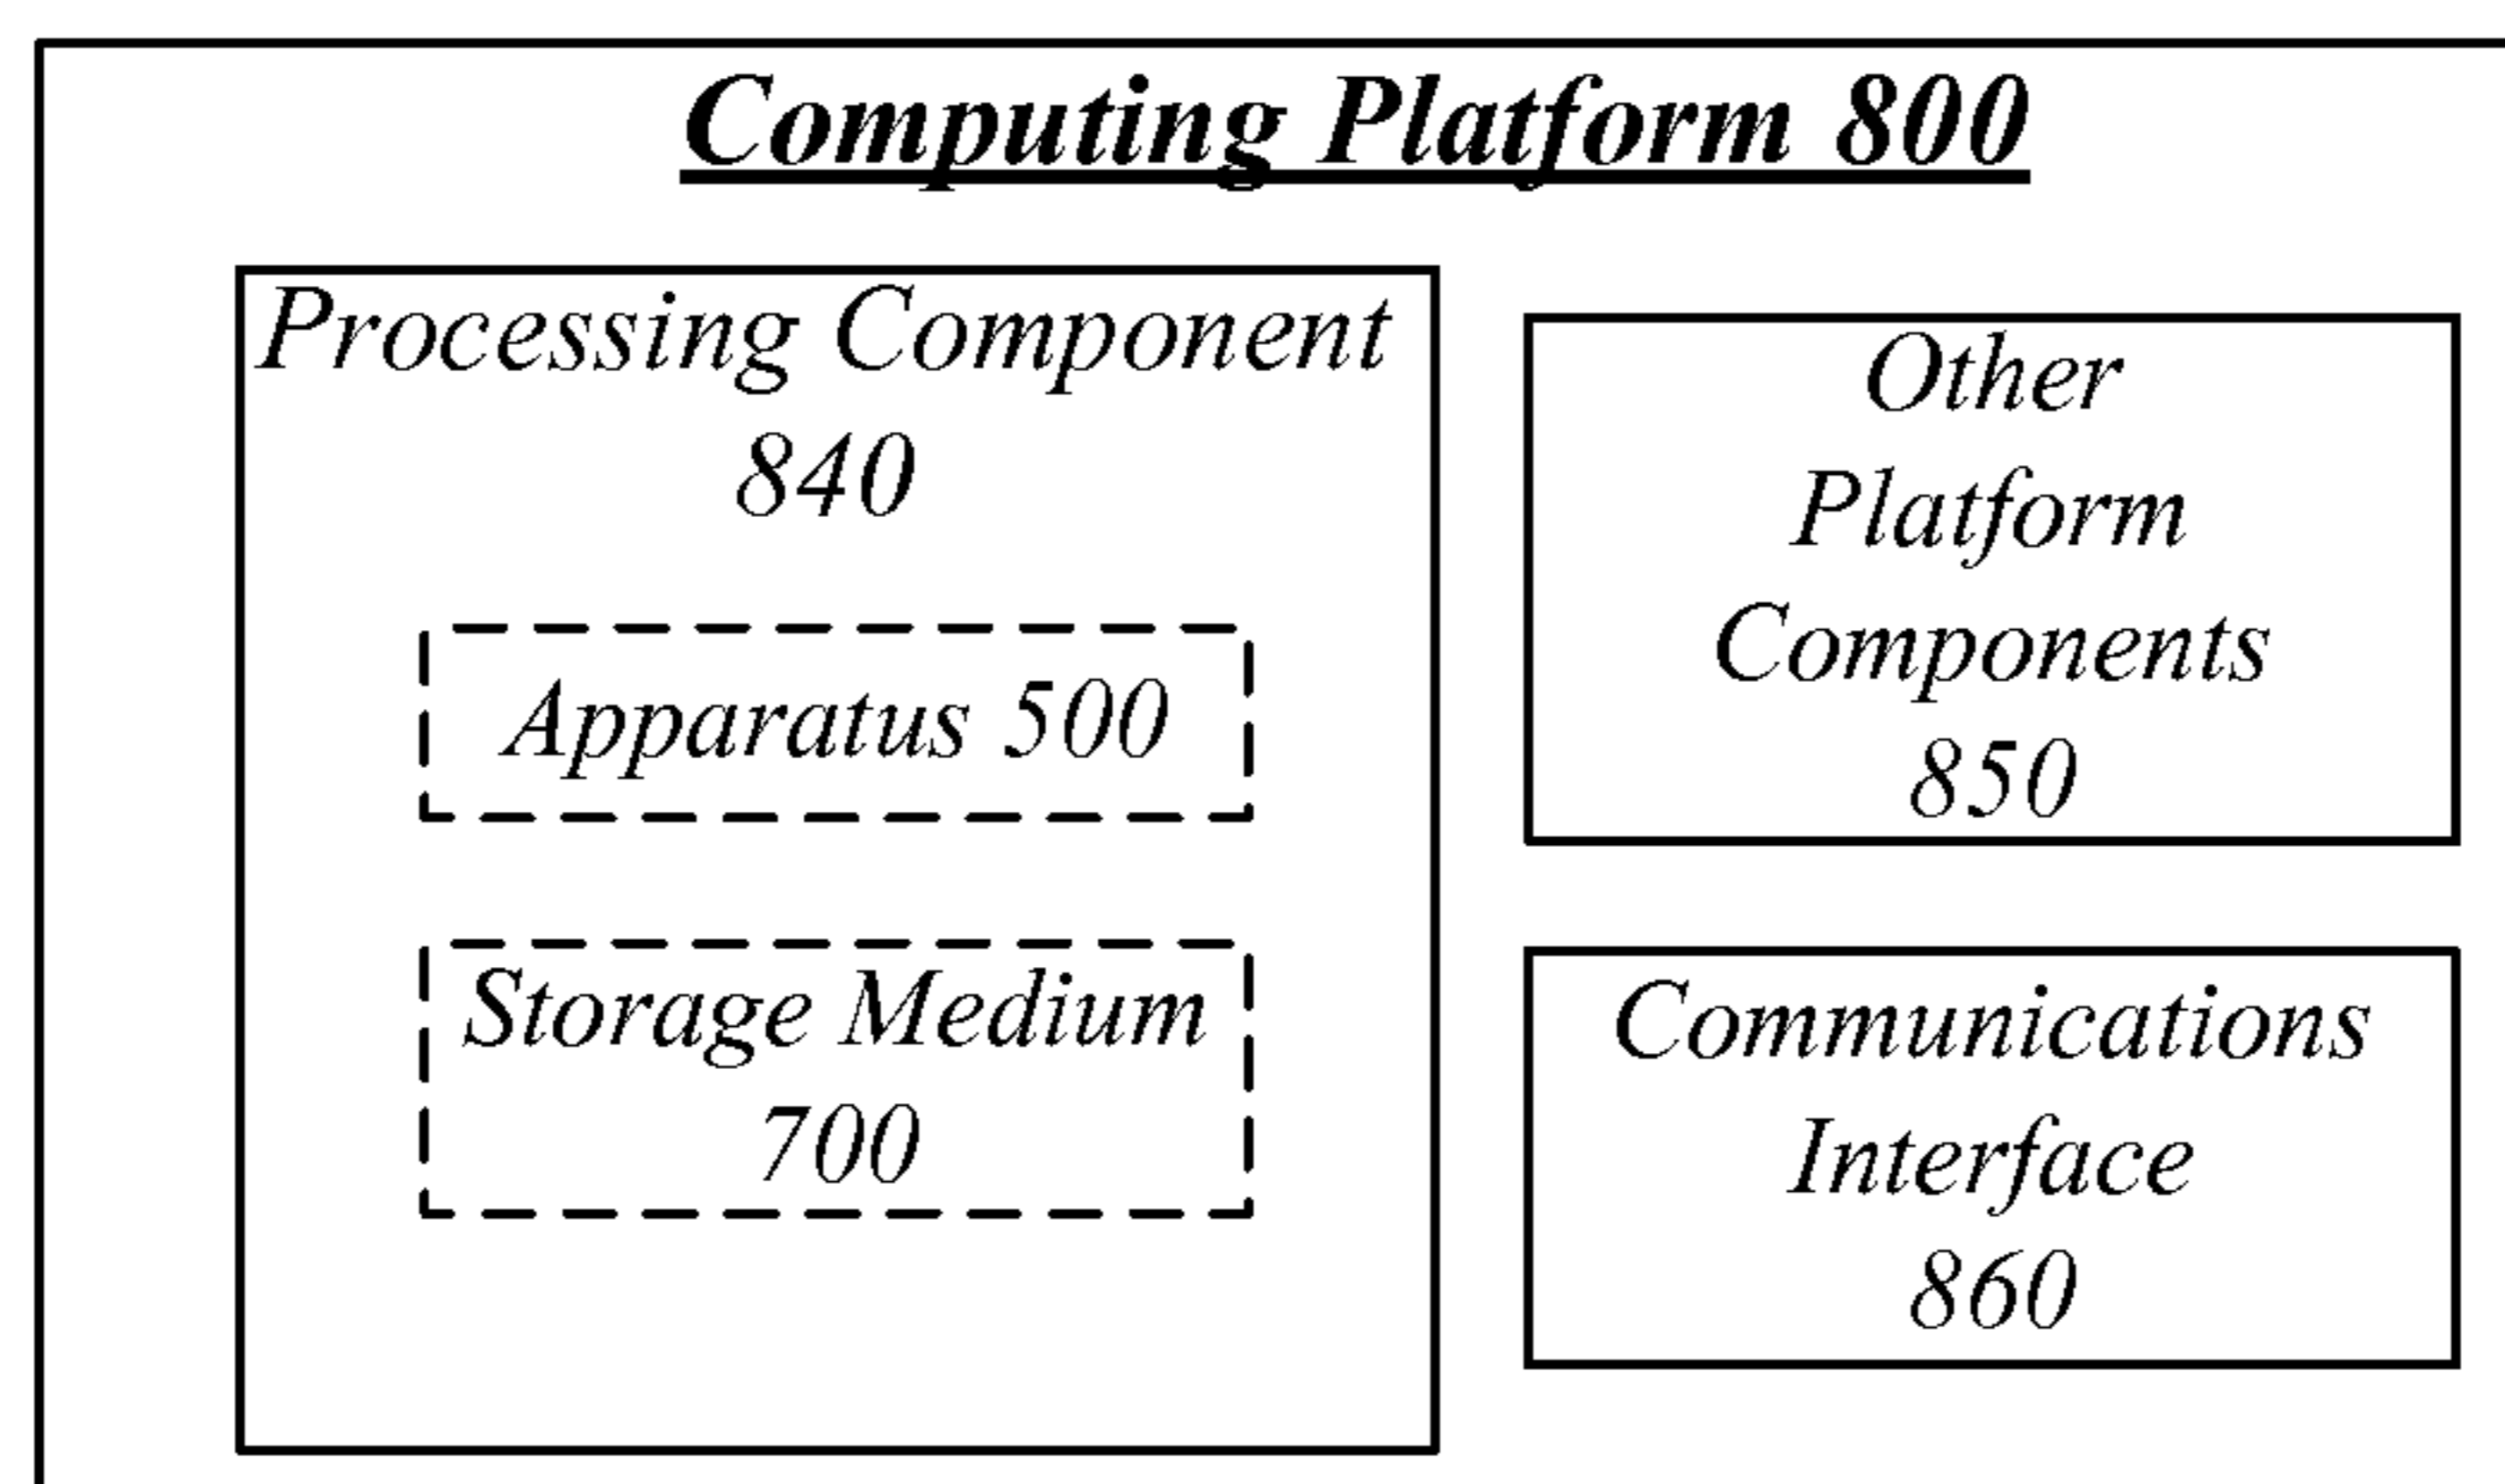 Computing Platform 800
Processing Component
840
Apparatus 500
Storage Medium
700
Other
Platform
Components
850
Communications
Interface
860